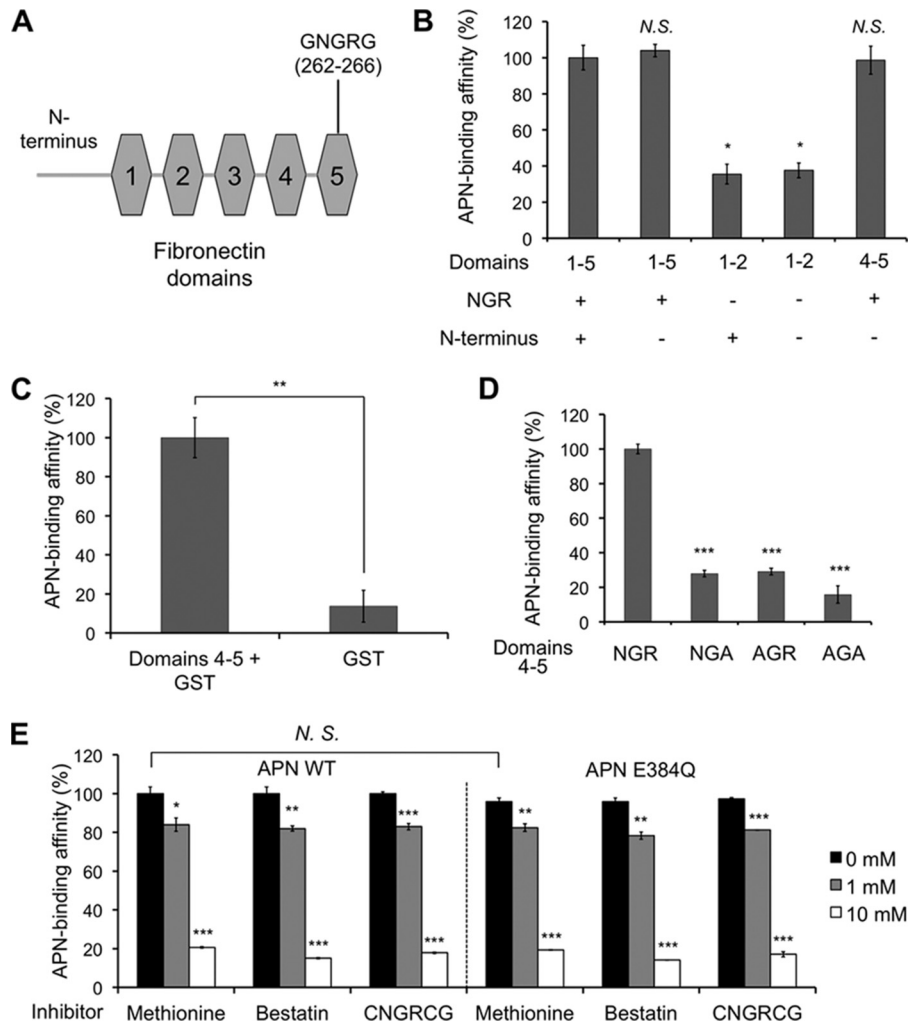 A
GNGRG
(262-266)
N-
terminus
1 2 3 4 5
Fibronectin
domains
B
APN-binding affinity (%)
120
100
80
60
40
20
0
N.S.
*
*
N.S.
Domains 1-5 1-5 1-2 1-2 4-5
NGR + + - - +
N-terminus + - + - -
C
APN-binding affinity (%)
120
100
80
60
40
20
0
**
Domains 4-5 +
GST
GST
D
APN-binding affinity (%)
120
100
80
60
40
20
0
***
***
***
Domains
4-5
NGR NGA AGR AGA
E
APN-binding affinity (%)
120
100
80
60
40
20
0
N. S.
APN WT
APN E384Q
* ** *** ** ** ***
*** *** *** *** *** ***
0 mM
1 mM
10 mM
Inhibitor Methionine Bestatin CNGRCG Methionine Bestatin CNGRCG